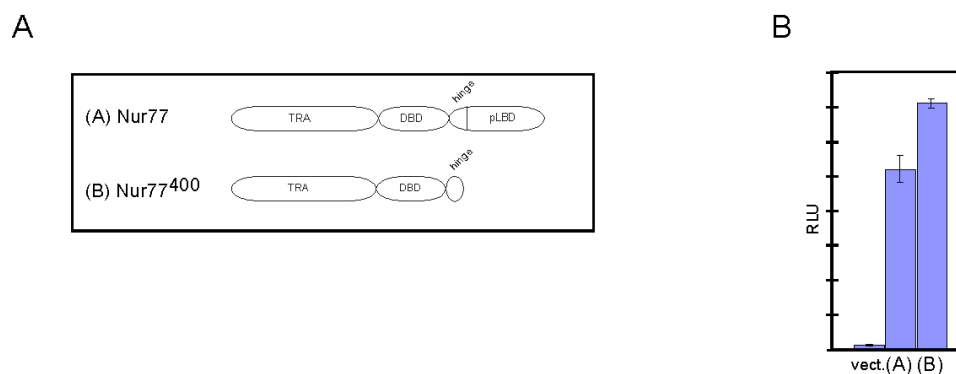 A
B
(A) Nur77
TRA
DBD
hinge
pLBD
(B) Nur77400
TRA
DBD
hinge
RLU
vect.(A) (B)